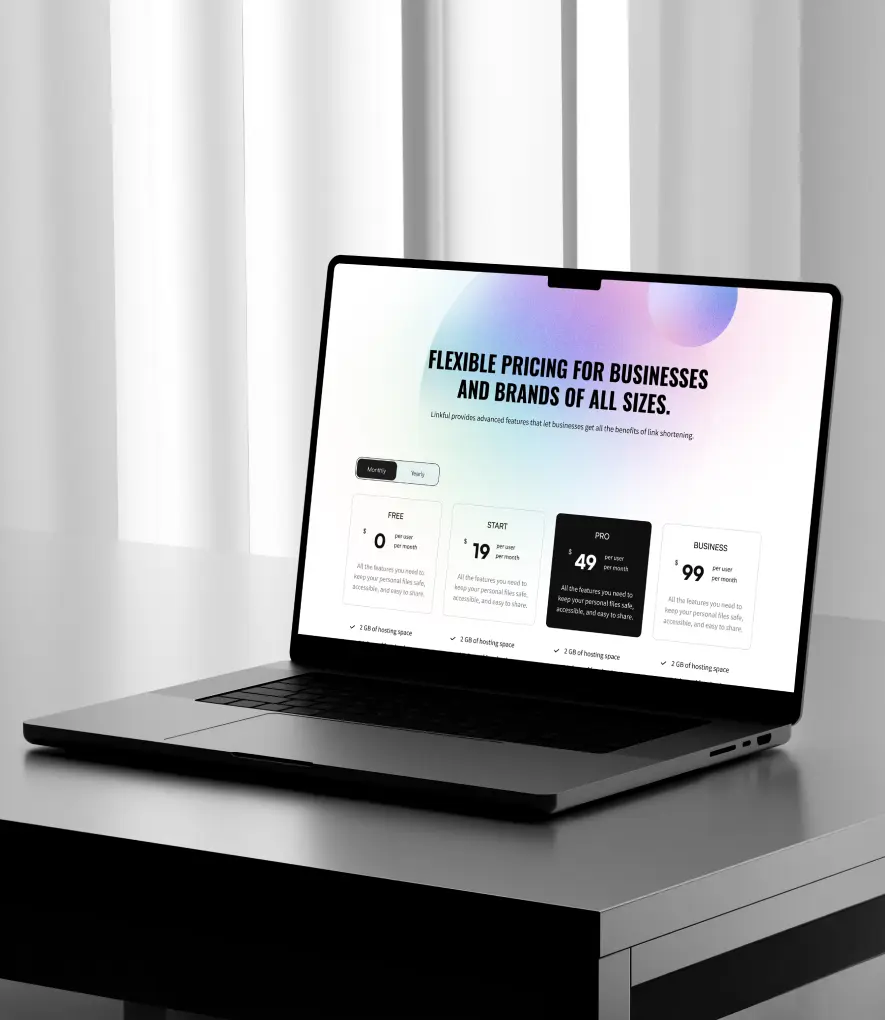 FLEXIBLE PRICING FOR BUSINESSES
AND BRANDS OF ALL SIZES.
Linkful provides advanced features that let businesses get all the benefits of link shortening.
Monthly
Yearly
FREE
$ 0 per user
per month
All the features you need to
keep your personal files safe,
accessible, and easy to share.
2 GB of hosting space
START
$ 19 per user
per month
All the features you need to
keep your personal files safe,
accessible, and easy to share.
2 GB of hosting space
PRO
$ 49 per user
per month
All the features you need to
keep your personal files safe,
accessible, and easy to share.
2 GB of hosting space
BUSINESS
$ 99 per user
per month
All the features you need to
keep your personal files safe,
accessible, and easy to share.
2 GB of hosting space